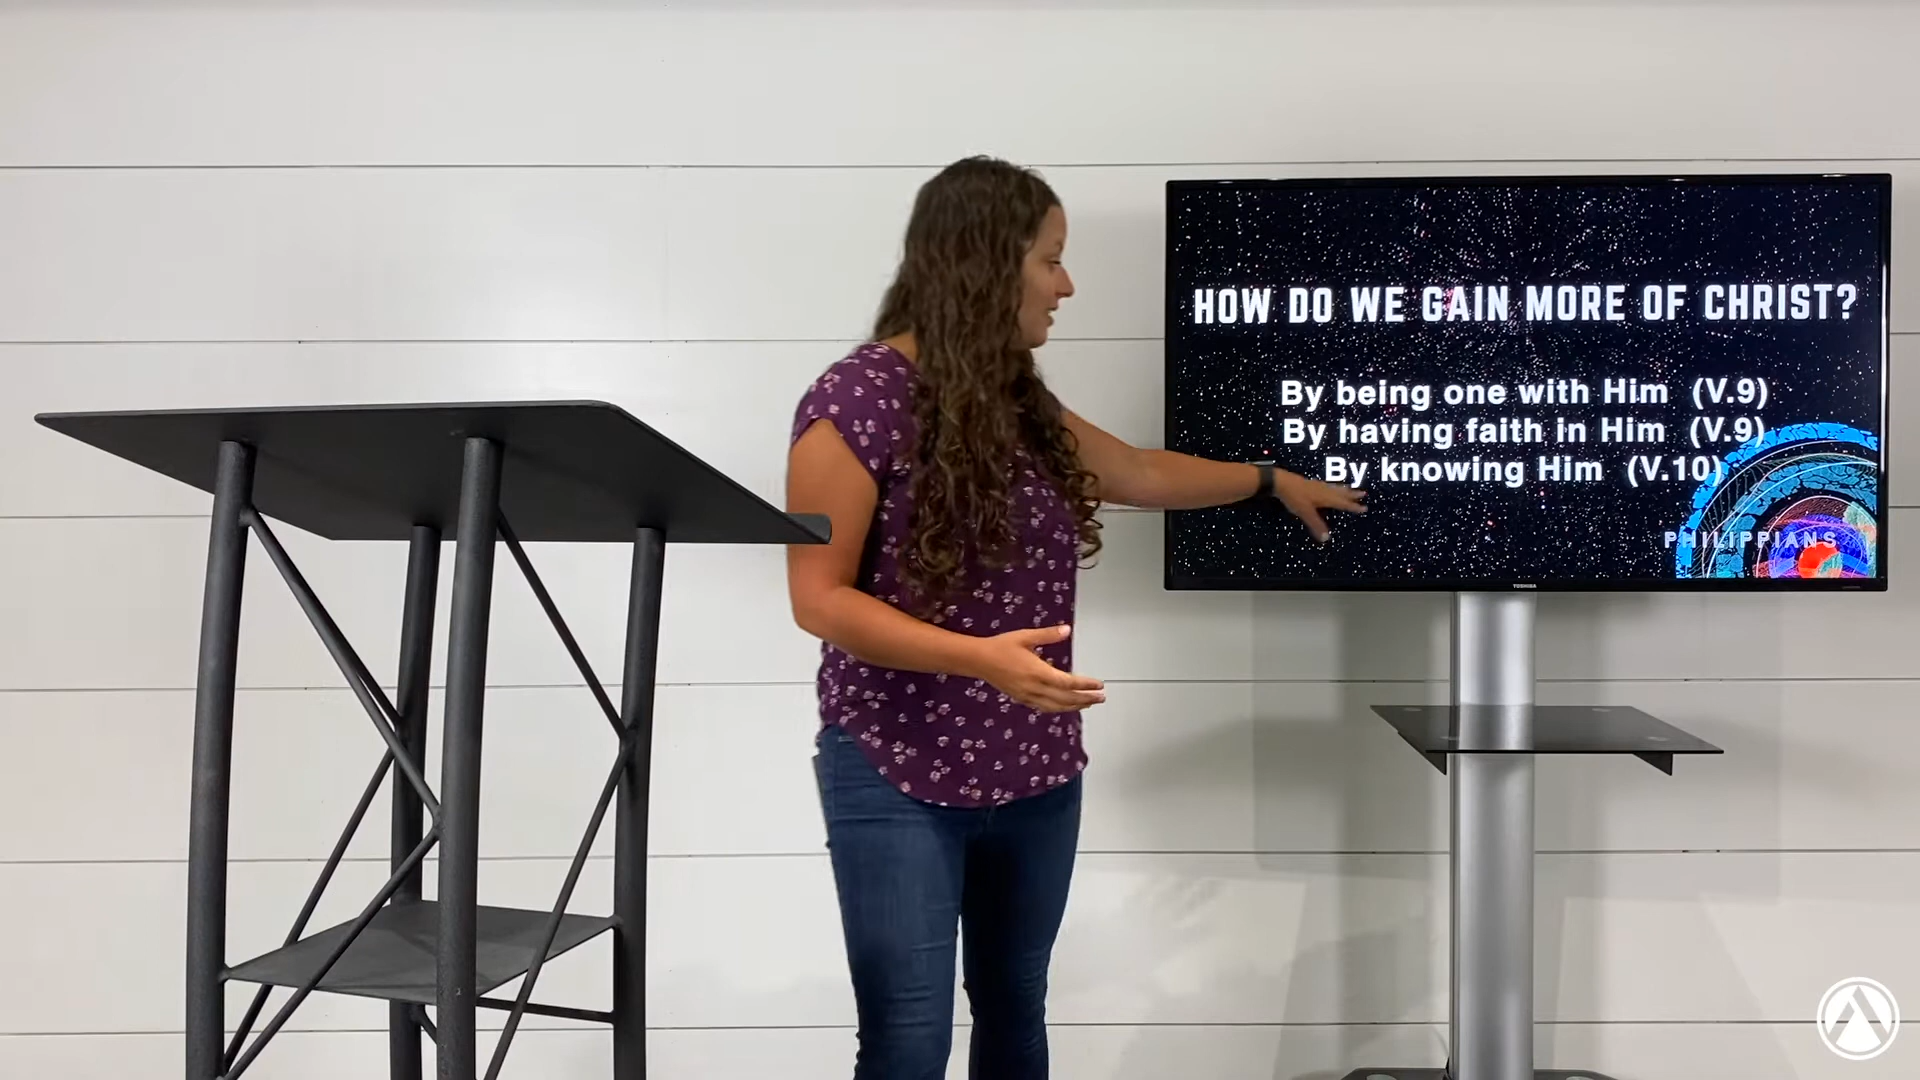 HOW DO WE GAIN MORE OF CHRIST?
By being one with Him (V.9)
By having faith in Him (V.9)
By knowing Him (V.10)
PHILIPPIANS
TOSHIBA